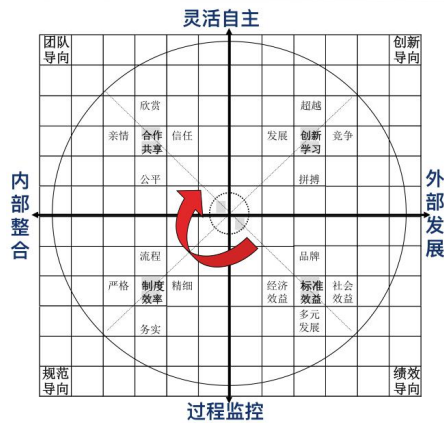 灵活自主
团队
导向
创新
导向
欣赏
超越
亲情
合作
共享
信任
发展
创新
学习
竞争
公平
拼搏
内部整合
外部发展
流程
品牌
严格
制度
效率
精细
经济
效益
标准
效益
社会
效益
务实
多元
发展
规范
导向
绩效
导向
过程监控